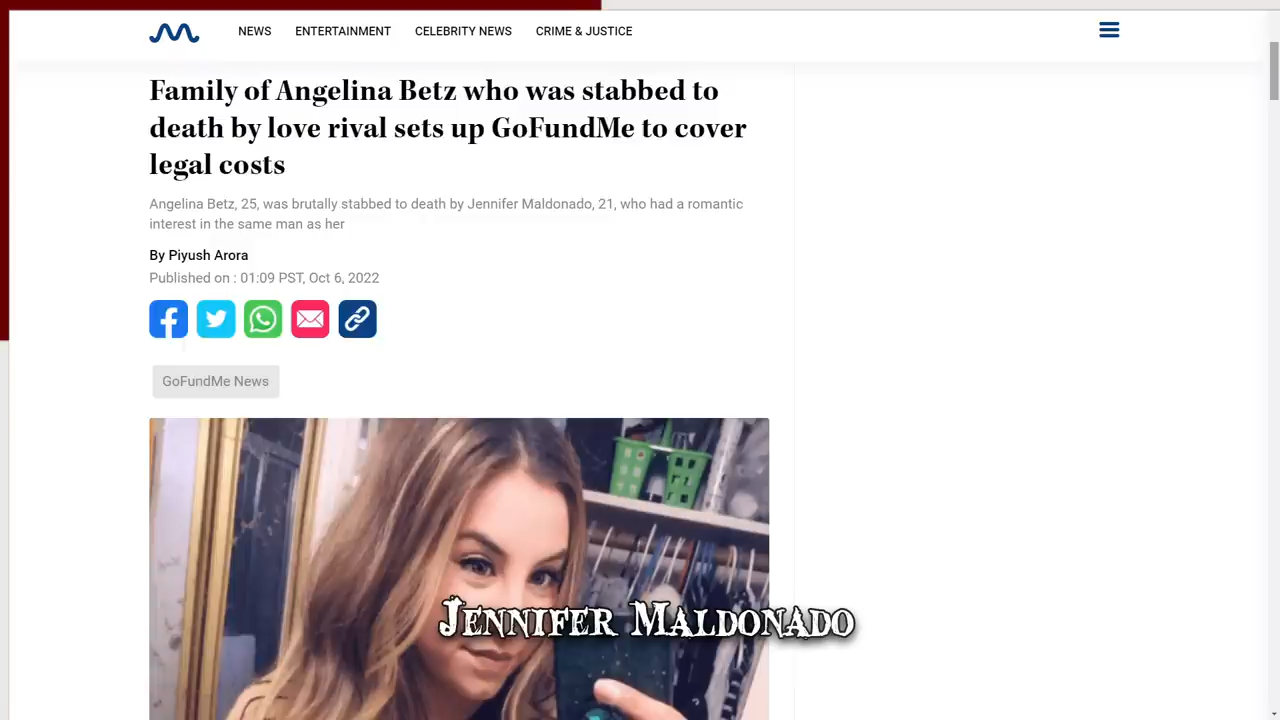 NEWS ENTERTAINMENT CELEBRITY NEWS CRIME & JUSTICE
Family of Angelina Betz who was stabbed to
death by love rival sets up GoFundMe to cover
legal costs
Angelina Betz, 25, was brutally stabbed to death by Jennifer Maldonado, 21, who had a romantic
interest in the same man as her
By Piyush Arora
Published on : 01:09 PST, Oct 6, 2022
GoFundMe News
Jennifer Maldonado